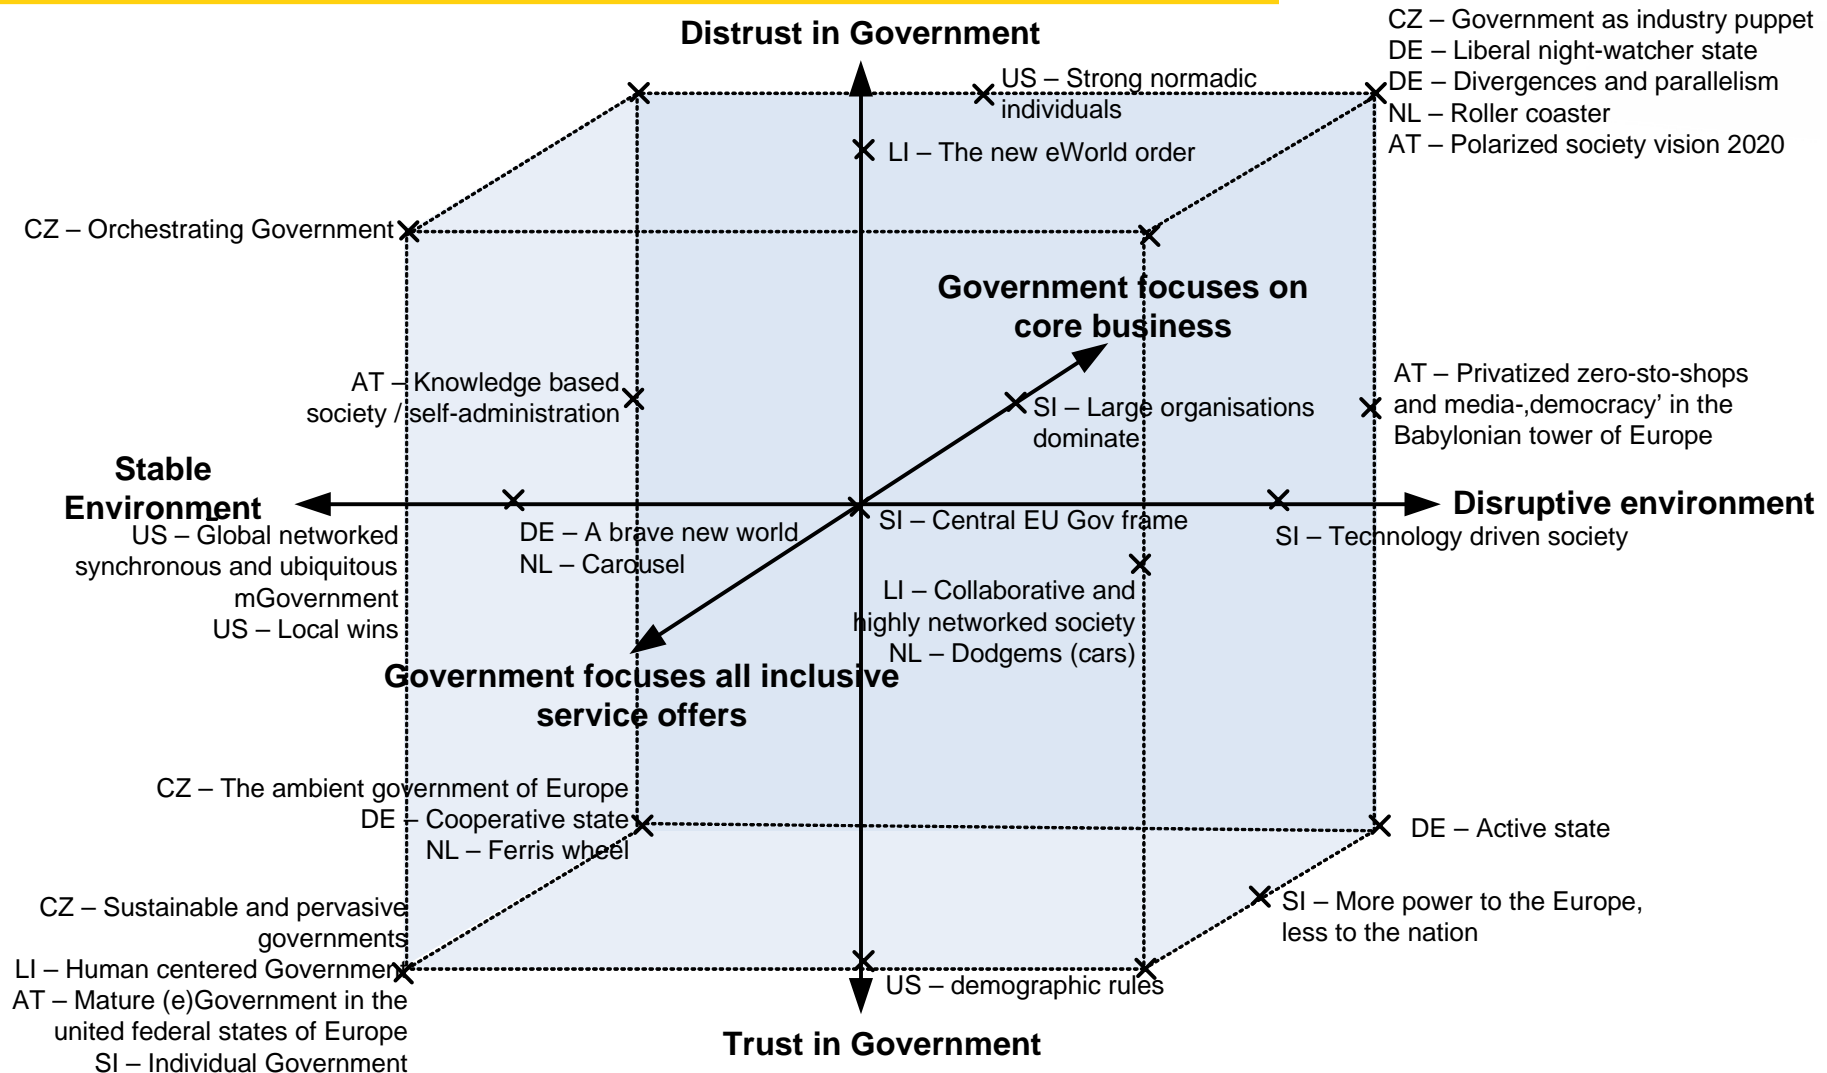 Distrust in Government
CZ – Government as industry puppet
DE – Liberal night-watcher state
DE – Divergences and parallelism
NL – Roller coaster
AT – Polarized society vision 2020
US – Strong normadic
individuals
LI – The new eWorld order
CZ – Orchestrating Government
Government focuses on
core business
AT – Knowledge based
society / self-administration
SI – Large organisations
dominate
AT – Privatized zero-sto-shops
and media-‚democracy’ in the
Babylonian tower of Europe
Stable
Environment
Disruptive environment
US – Global networked
synchronous and ubiquitous
mGovernment
US – Local wins
DE – A brave new world
NL – Carousel
SI – Central EU Gov frame
SI – Technology driven society
LI – Collaborative and
highly networked society
NL – Dodgems (cars)
Government focuses all inclusive
service offers
CZ – The ambient government of Europe
DE – Cooperative state
NL – Ferris wheel
DE – Active state
SI – More power to the Europe,
less to the nation
CZ – Sustainable and pervasive
governments
LI – Human centered Government
AT – Mature (e)Government in the
united federal states of Europe
SI – Individual Government
US – demographic rules
Trust in Government